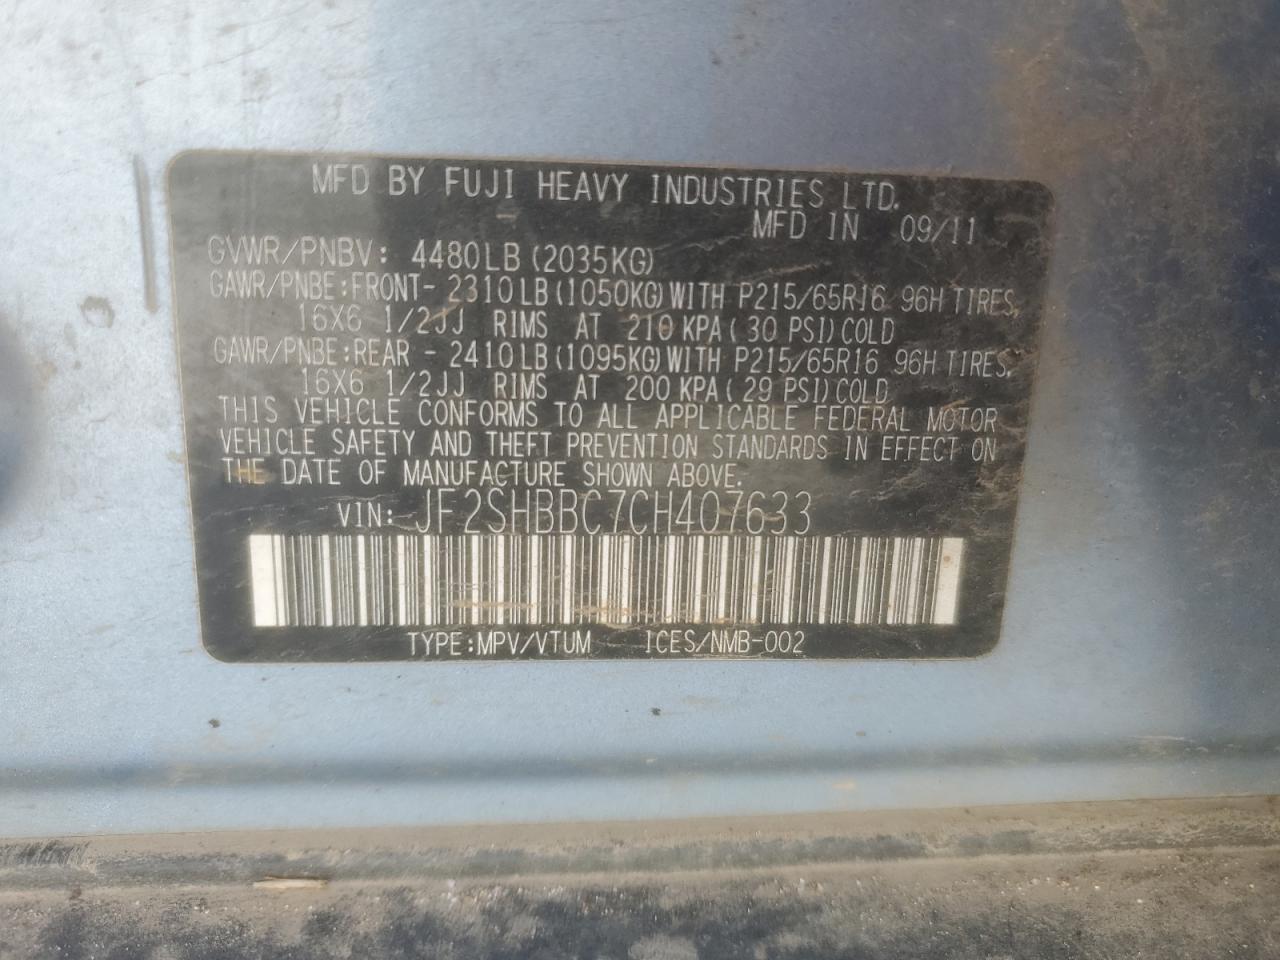 MFD BY FUJI HEAVY INDUSTRIES LTD.
MFD IN 09/11
GVWR/PNBV: 4480LB (2035KG)
GAWR/PNBE:FRONT- 2310LB(1050KG)WITH P215/65R16 96H TIRES,
16X6 1/2JJ RIMS AT 210 KPA(30 PSI)COLD
GAWR/PNBE:REAR - 2410LB(1095KG)WITH P215/65R16 96H TIRES,
16X6 1/2JJ RIMS AT 200 KPA(29 PSI)COLD
THIS VEHICLE CONFORMS TO ALL APPLICABLE FEDERAL MOTOR
VEHICLE SAFETY AND THEFT PREVENTION STANDARDS IN EFFECT ON
THE DATE OF MANUFACTURE SHOWN ABOVE.
VIN: JF2SHBBC7CH407633
TYPE:MPV/VTUM ICES/NMB-002